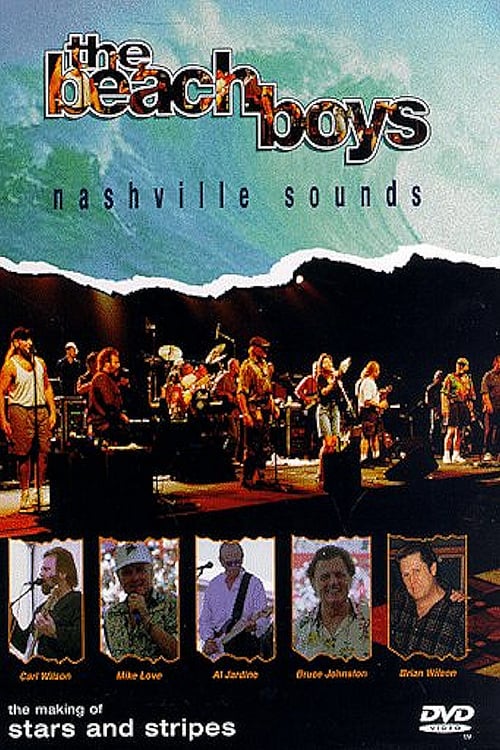 the
beach boys
nashville sounds
Carl Wilson
Mike Love
Al Jardine
Bruce Johnston
Brian Wilson
the making of
stars and stripes
DVD
VIDEO
TM